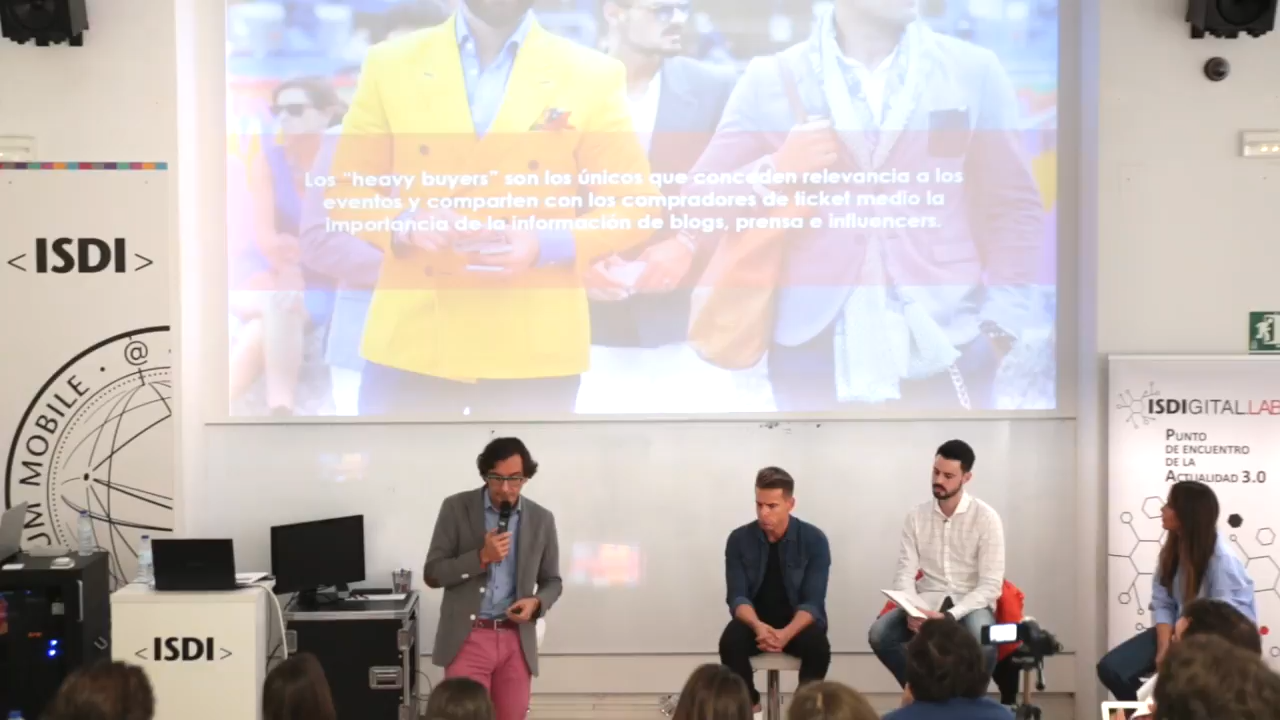 Los “heavy buyers” son los únicos que conceden relevancia a los
eventos y comparten con los compradores de ticket medio la
importancia de la información de blogs, prensa e influencers.
<ISDI>
@
UM MOBILE •
<ISDI>
ISDIGITAL.LAB
PUNTO
DE ENCUENTRO
DE LA
ACTUALIDAD 3.0